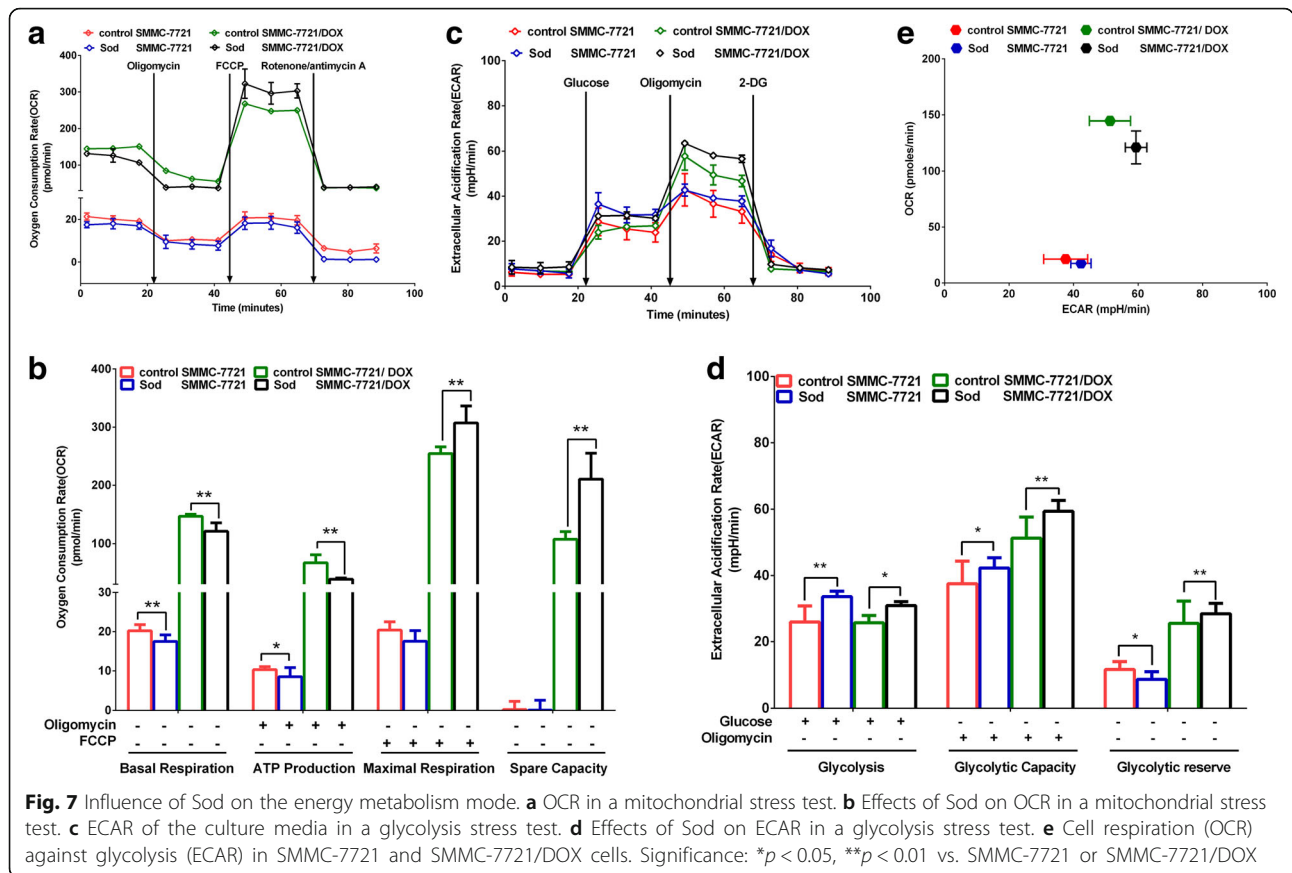 a
control SMMC-7721 control SMMC-7721/DOX
Sod SMMC-7721 Sod SMMC-7721/DOX
Oligomycin FCCP Rotenone/antimycin A
Oxygen Consumption Rate(OCR)
(pmol/min)
400
300
200
100
20
0
0 20 40 60 80 100
Time (minutes)
c
control SMMC-7721 control SMMC-7721/DOX
Sod SMMC-7721 Sod SMMC-7721/DOX
Glucose Oligomycin 2-DG
Extracellular Acidification Rate(ECAR)
(mpH/min)
100
80
60
40
20
0
0 20 40 60 80 100
Time (minutes)
e
control SMMC-7721 control SMMC-7721/ DOX
Sod SMMC-7721 Sod SMMC-7721/DOX
OCR (pmoles/min)
200
150
100
50
0
0 20 40 60 80 100
ECAR (mpH/min)
b
control SMMC-7721 control SMMC-7721/ DOX
Sod SMMC-7721 Sod SMMC-7721/DOX
Oxygen Consumption Rate(OCR)
(pmol/min)
400
300
200
100
30
20
10
0
** ** * ** ** **
Oligomycin - - - - + + + + - - - - - - - -
FCCP - - - - - - - - + + + + - - - -
Basal Respiration ATP Production Maximal Respiration Spare Capacity
d
control SMMC-7721 control SMMC-7721/DOX
Sod SMMC-7721 Sod SMMC-7721/DOX
Extracellular Acidification Rate(ECAR)
(mpH/min)
100
80
60
40
20
0
** * * ** * **
Glucose + + + + - - - - - - - -
Oligomycin - - - - + + + + - - - -
Glycolysis Glycolytic Capacity Glycolytic reserve
Fig. 7 Influence of Sod on the energy metabolism mode. a OCR in a mitochondrial stress test. b Effects of Sod on OCR in a mitochondrial stress
test. c ECAR of the culture media in a glycolysis stress test. d Effects of Sod on ECAR in a glycolysis stress test. e Cell respiration (OCR)
against glycolysis (ECAR) in SMMC-7721 and SMMC-7721/DOX cells. Significance: *p < 0.05, **p < 0.01 vs. SMMC-7721 or SMMC-7721/DOX